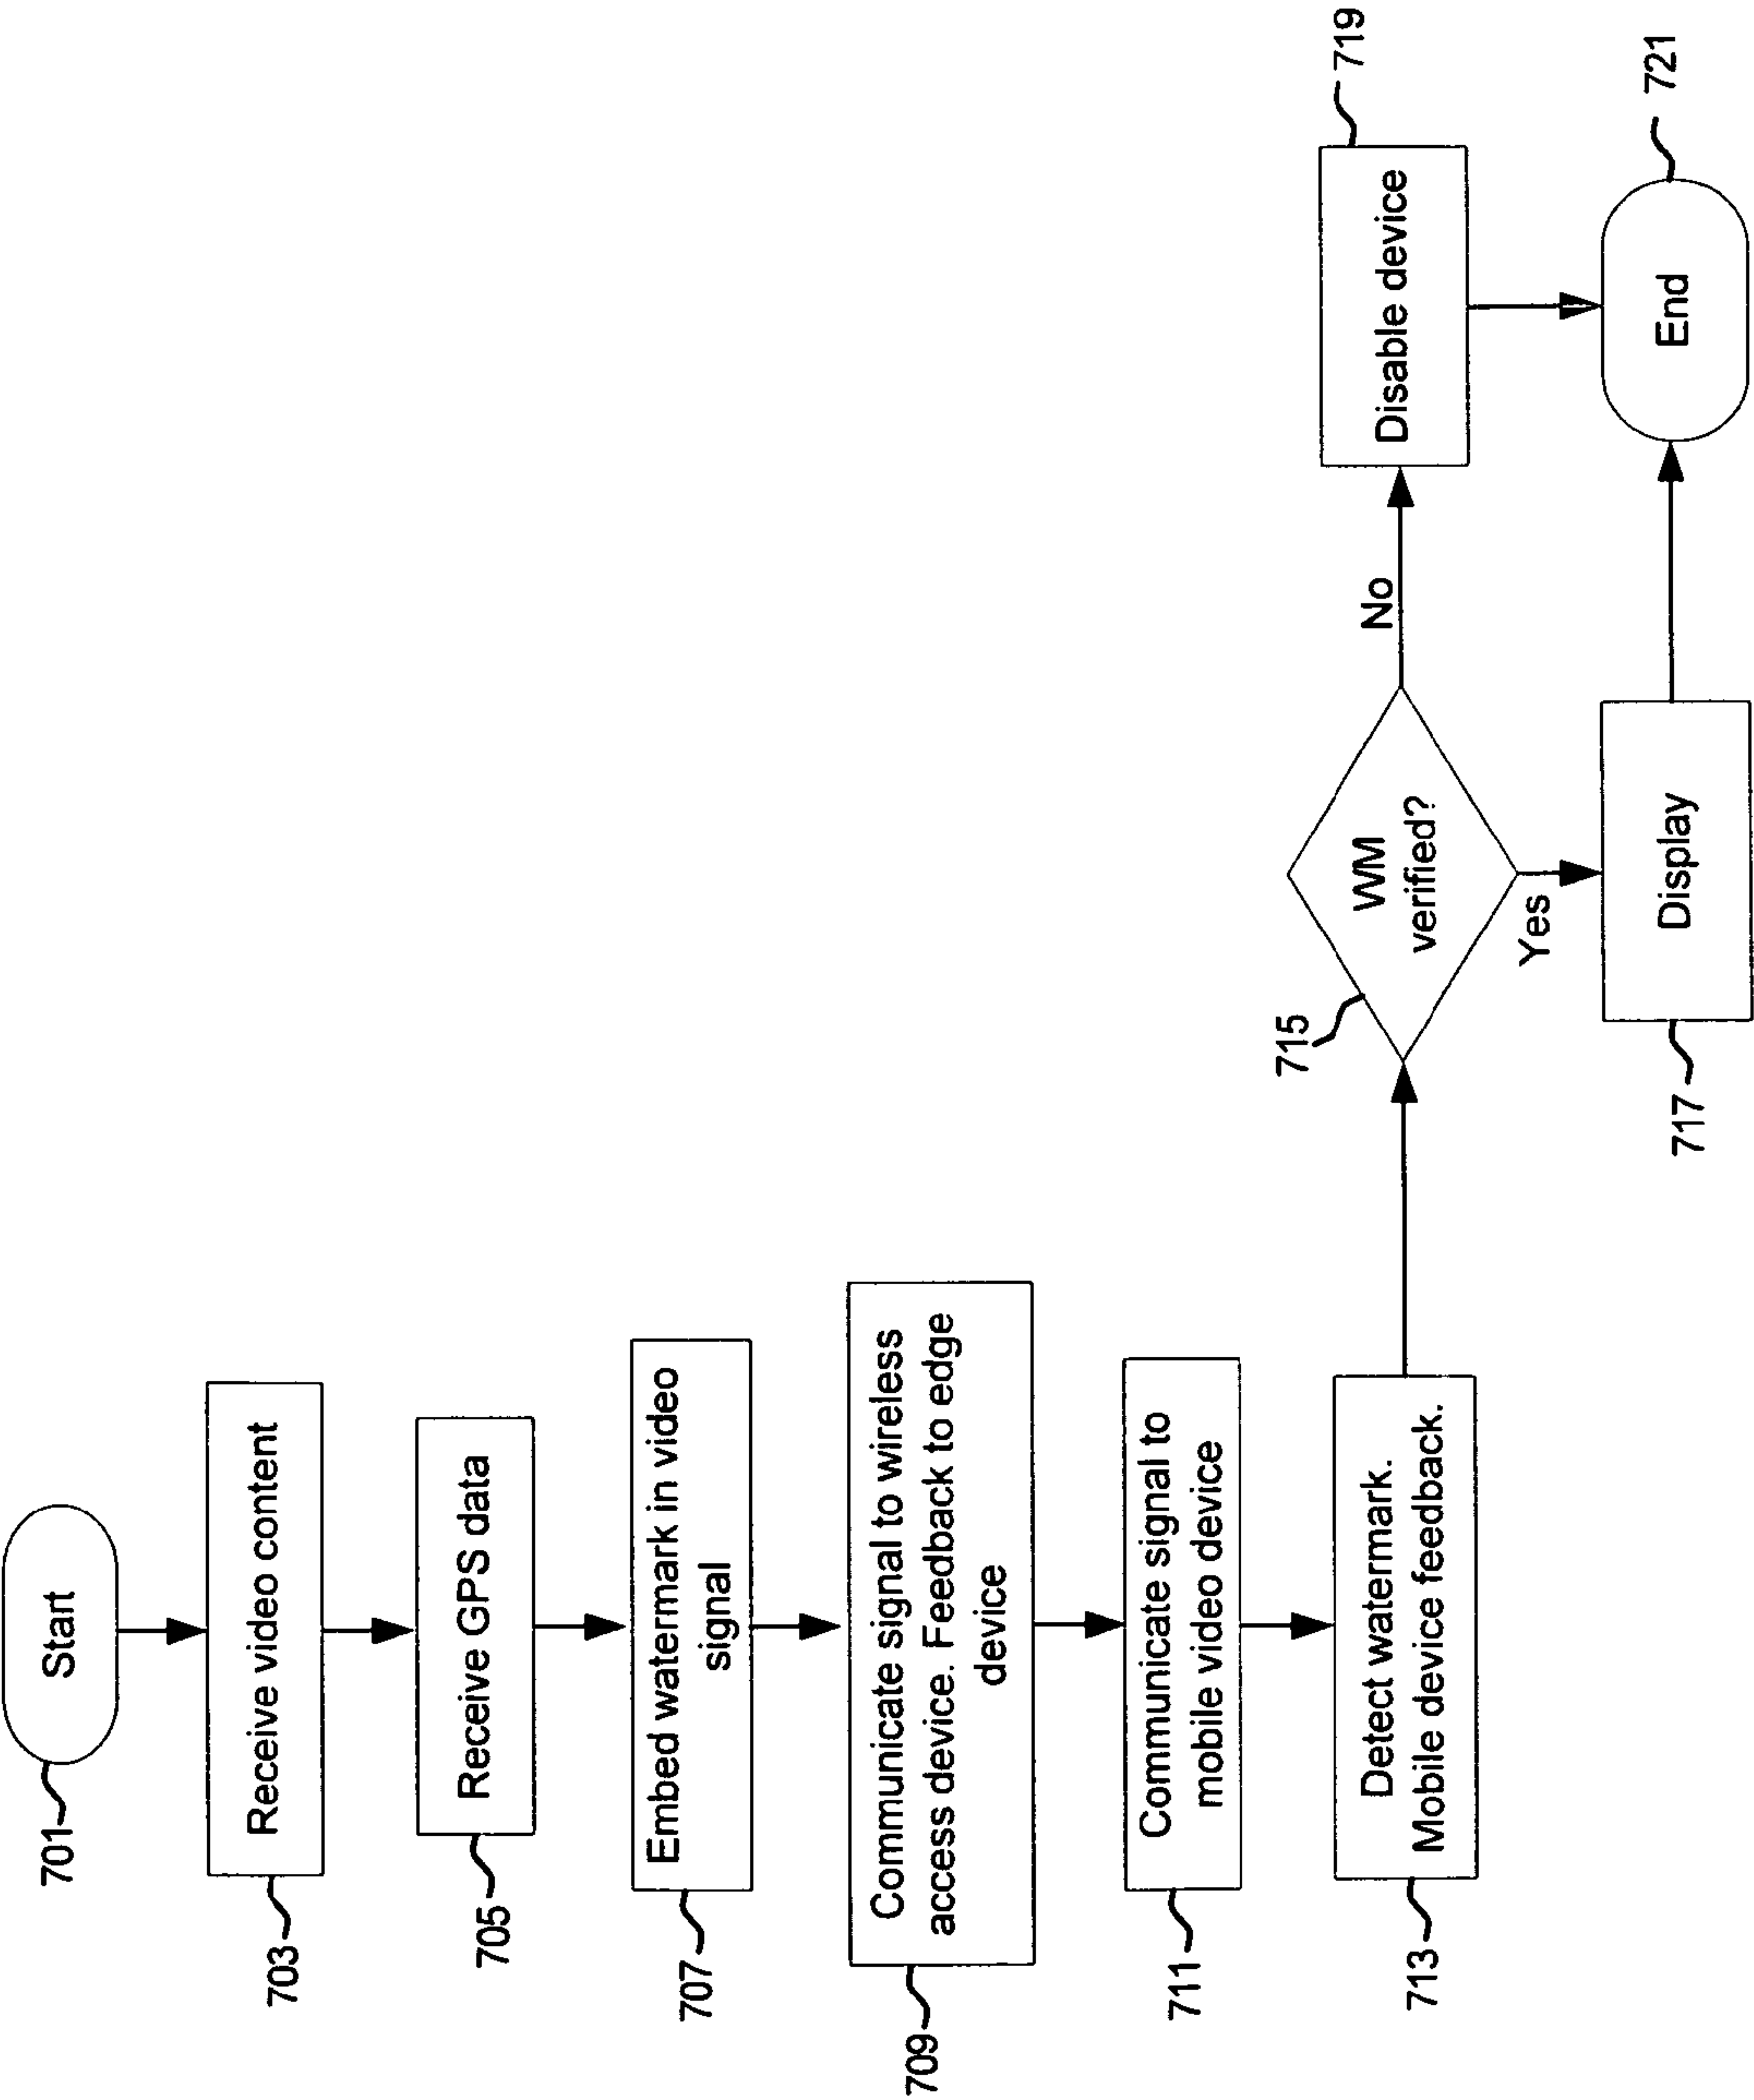 701
Start
703
Receive video content
705
Receive GPS data
707
Embed watermark in video
signal
709
Communicate signal to wireless
access device. Feedback to edge
device
711
Communicate signal to
mobile video device
713
Detect watermark.
Mobile device feedback.
715
WM
verified?
No
719
Disable device
Yes
717
Display
721
End